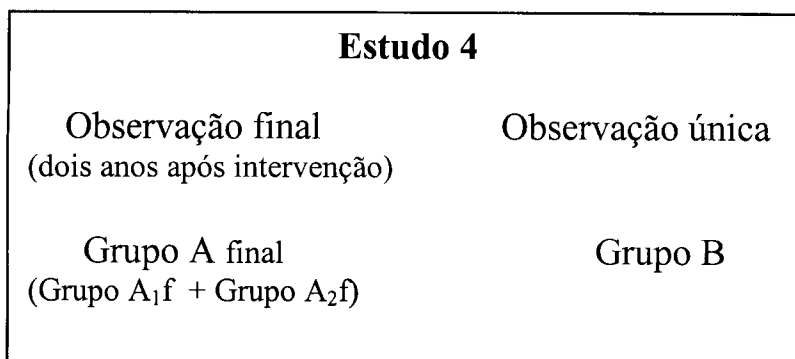 Estudo 4
Observação final
(dois anos após intervenção)
Observação única
Grupo A final
(Grupo A₁f + Grupo A₂f)
Grupo B